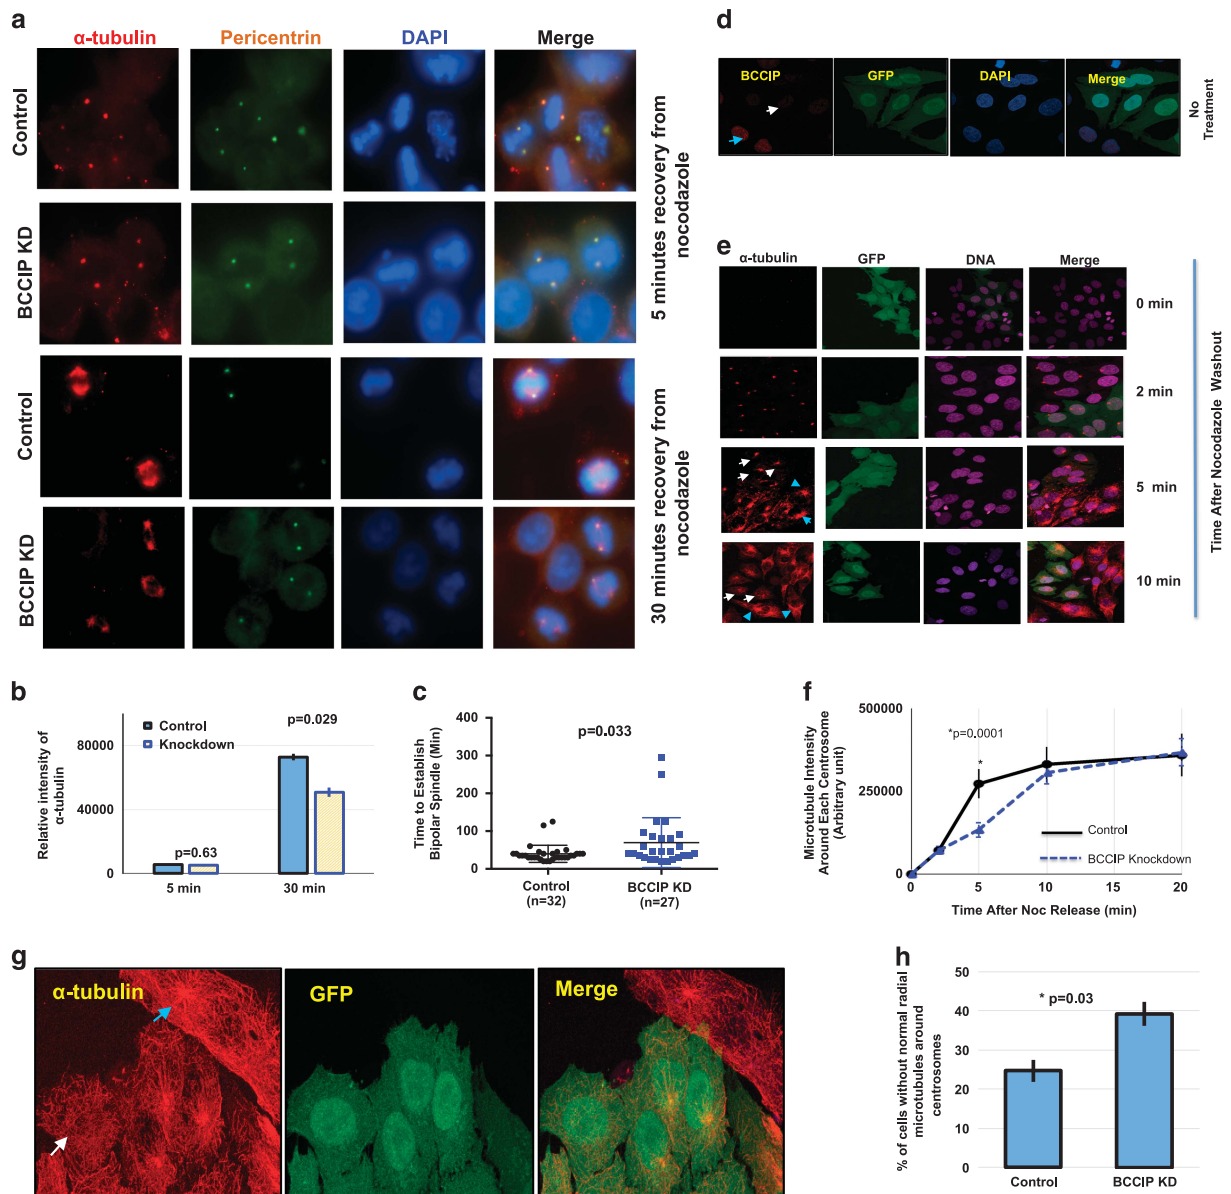 a
α-tubulin Pericentrin DAPI Merge
Control
BCCIP KD
5 minutes recovery from
nocodazole
Control
BCCIP KD
30 minutes recovery from
nocodazole
b
Relative intensity of
α-tubulin
80000
40000
0
Control
Knockdown
p=0.029
p=0.63
5 min 30 min
c
Time to Establish
Bipolar Spindle (Min)
400
300
200
100
0
p=0.033
Control
(n=32)
BCCIP KD
(n=27)
d
BCCIP GFP DAPI Merge
No
Treatment
e
α-tubulin GFP DNA Merge
0 min
2 min
5 min
10 min
Time After Nocodazole Washout
f
Microtubule Intensity
Around Each Centrosome
(Arbitrary unit)
500000
250000
0
*p=0.0001
*
Control
BCCIP Knockdown
0 5 10 15 20
Time After Noc Release (min)
g
α-tubulin GFP Merge
h
% of cells without normal radial
microtubules around
centrosomes
50
40
30
20
10
0
* p=0.03
Control BCCIP KD